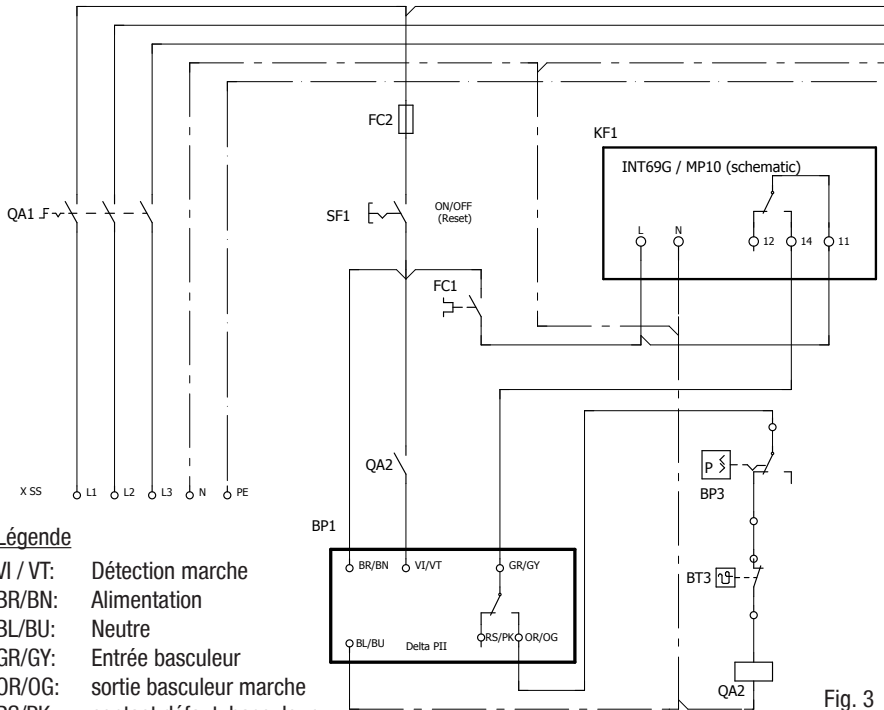 FC2
KF1
INT69G / MP10 (schematic)
QA1
SF1
ON/OFF
(Reset)
L
N
12
14
11
FC1
QA2
P
BP3
X SS
L1
L2
L3
N
PE
BP1
BR/BN
VI/VT
GR/GY
BT3
RS/PK
OR/OG
BL/BU
Delta PII
QA2
Légende
VI / VT: Détection marche
BR/BN: Alimentation
BL/BU: Neutre
GR/GY: Entrée basculeur
OR/OG: sortie basculeur marche
Fig. 3